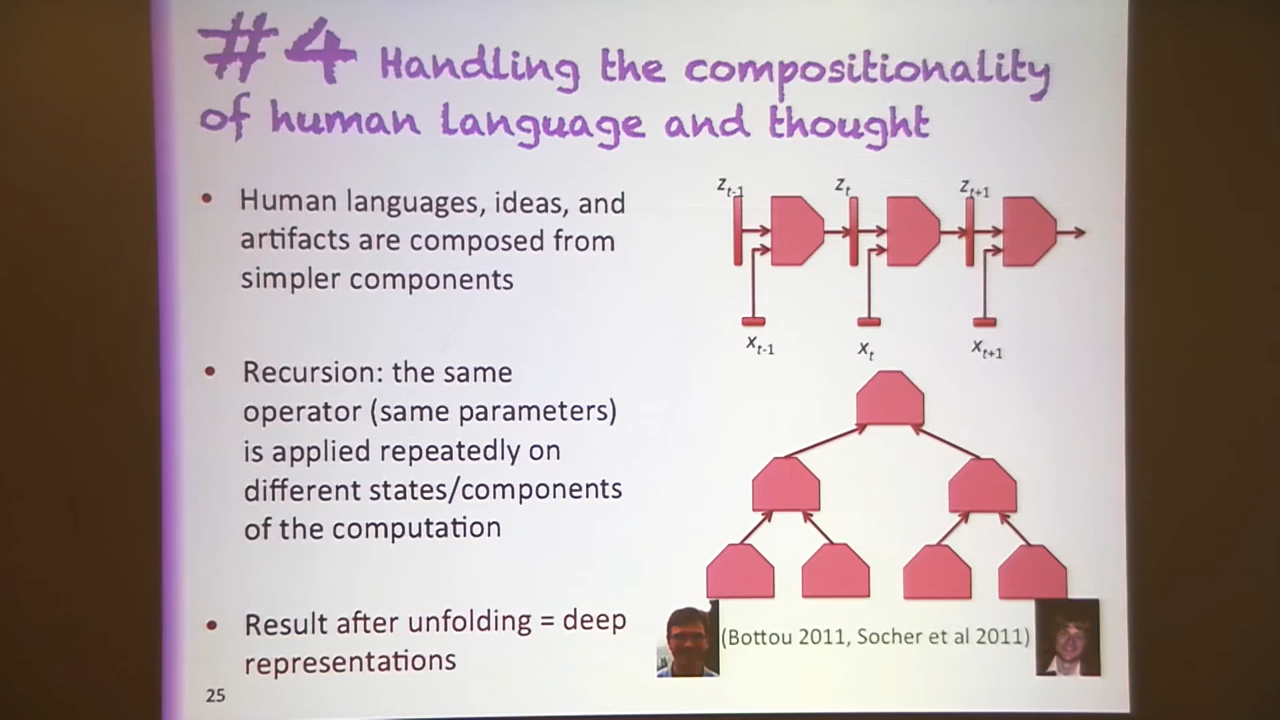 #4 Handling the compositionality
of human language and thought
• Human languages, ideas, and
artifacts are composed from
simpler components
• Recursion: the same
operator (same parameters)
is applied repeatedly on
different states/components
of the computation
• Result after unfolding = deep
representations
25
z_{t-1} z_t z_{t+1}
x_{t-1} x_t x_{t+1}
(Bottou 2011, Socher et al 2011)